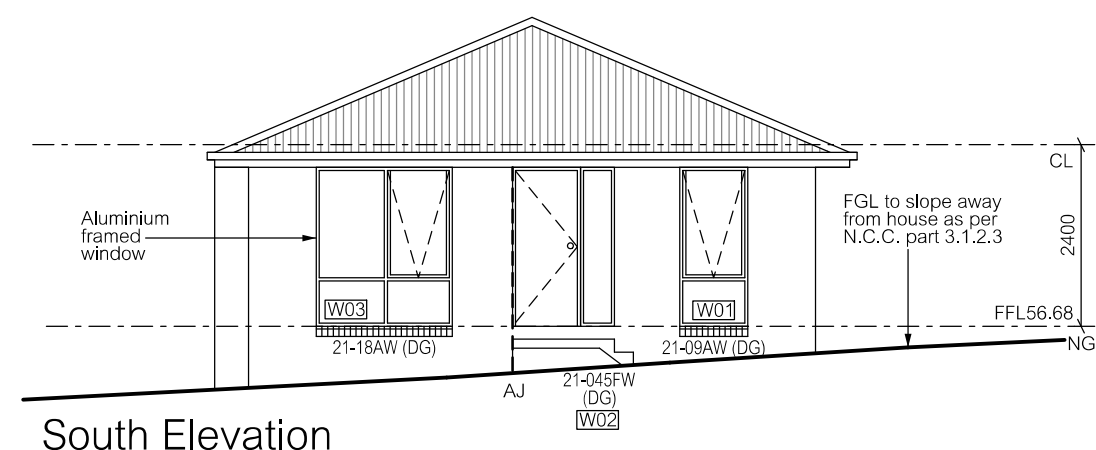 CL
Aluminium
framed
window
FGL to slope away
from house as per
N.C.C. part 3.1.2.3
2400
W03
W01
FFL56.68
21-18AW (DG)
21-09AW (DG)
NG
AJ
21-045FW
(DG)
W02
South Elevation